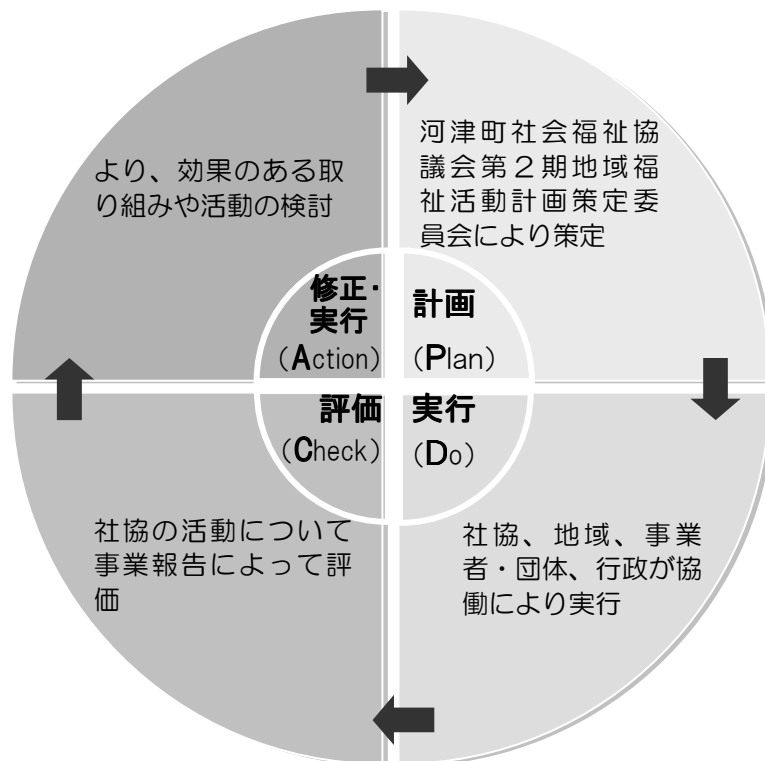 より、効果のある取
り組みや活動の検討
河津町社会福祉協
議会第２期地域福
祉活動計画策定委
員会により策定
修正・
実行
（Action）
計画
（Plan）
評価
（Check）
実行
（Do）
社協の活動について
事業報告によって評
価
社協、地域、事業
者・団体、行政が協
働により実行